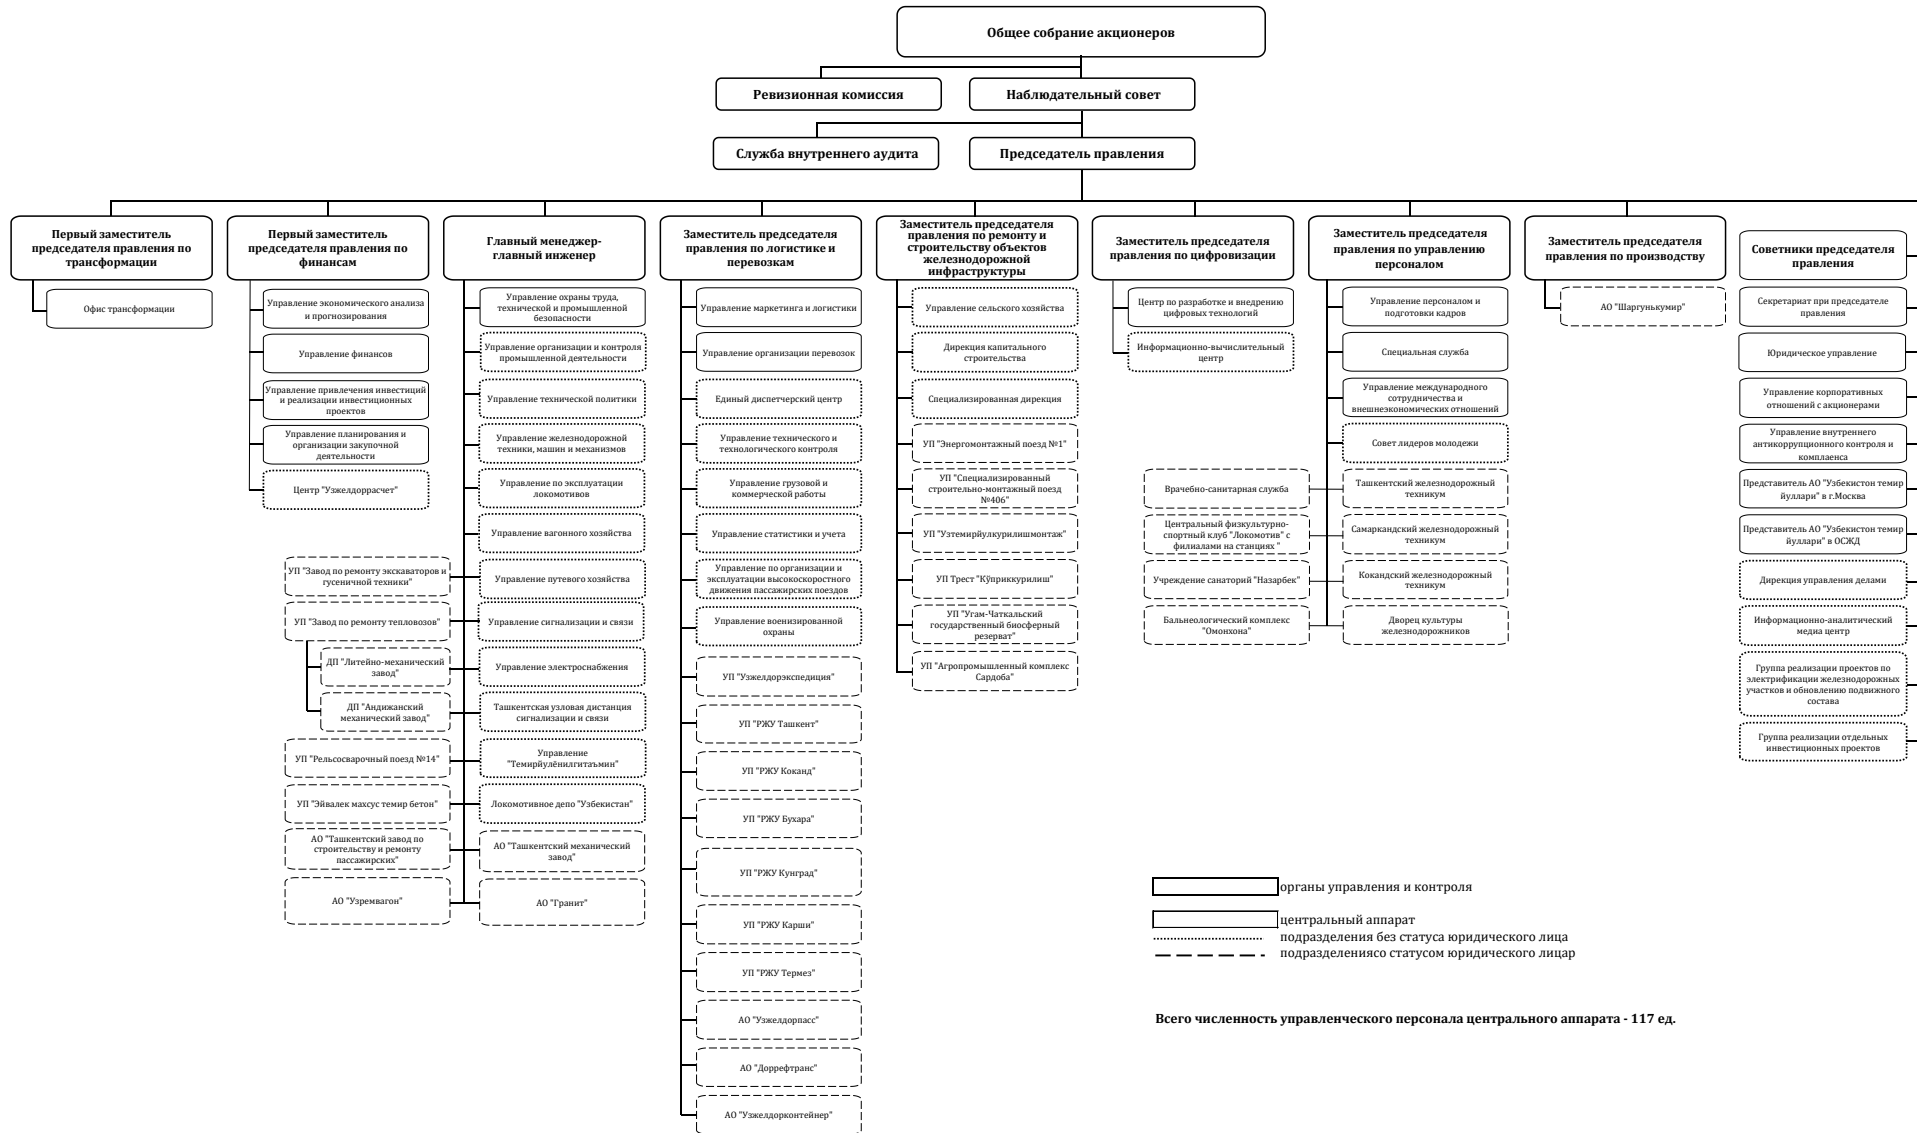 Общее собрание акционеров
Ревизионная комиссия
Наблюдательный совет
Служба внутреннего аудита
Председатель правления
Первый заместитель
председателя правления по
трансформации
Офис трансформации
Первый заместитель
председателя правления по
финансам
Управление экономического анализа
и прогнозирования
Управление финансов
Управление привлечения инвестиций
и реализации инвестиционных
проектов
Управление планирования и
организации закупочной
деятельности
Центр "Узжелдоррасчет"
Главный менеджер-
главный инженер
Управление охраны труда,
технической и промышленной
безопасности
Управление организации и контроля
промышленной деятельности
Управление технической политики
Управление железнодорожной
техники, машин и механизмов
Управление по эксплуатации
локомотивов
Управление вагонного хозяйства
УП "Завод по ремонту экскаваторов и
гусеничной техники"
Управление путевого хозяйства
УП "Завод по ремонту тепловозов"
Управление сигнализации и связи
ДП "Литейно-механический
завод"
Управление электроснабжения
ДП "Андижанский
механический завод"
Ташкентская узловая дистанция
сигнализации и связи
УП "Рельсосварочный поезд №14"
Управление
"Темирйулёнилгитаъмин"
УП "Эйвалек махсус темир бетон"
Локомотивное депо "Узбекистан"
АО "Ташкентский завод по
строительству и ремонту
пассажирских"
АО "Ташкентский механический
завод"
АО "Узремвагон"
АО "Гранит"
Заместитель председателя
правления по логистике и
перевозкам
Управление маркетинга и логистики
Управление организации перевозок
Единый диспетчерский центр
Управление технического и
технологического контроля
Управление грузовой и
коммерческой работы
Управление статистики и учета
Управление по организации и
эксплуатации высокоскоростного
движения пассажирских поездов
Управление военизированной
охраны
УП "Узжелдорэкспедиция"
УП "РЖУ Ташкент"
УП "РЖУ Коканд"
УП "РЖУ Бухара"
УП "РЖУ Кунград"
УП "РЖУ Карши"
УП "РЖУ Термез"
АО "Узжелдорпасс"
АО "Доррефтранс"
АО "Узжелдорконтейнер"
Заместитель председателя
правления по ремонту и
строительству объектов
железнодорожной
инфраструктуры
Управление сельского хозяйства
Дирекция капитального
строительства
Специализированная дирекция
УП "Энергомонтажный поезд №1"
УП "Специализированный
строительно-монтажный поезд
№406"
УП "Узтемирйулкурилишмонтаж"
УП Трест "Кўприккурилиш"
УП "Угам-Чаткальский
государственный биосферный
резерват"
УП "Агропромышленный комплекс
Сардоба"
Заместитель председателя
правления по цифровизации
Центр по разработке и внедрению
цифровых технологий
Информационно-вычислительный
центр
Заместитель председателя
правления по управлению
персоналом
Управление персоналом и
подготовки кадров
Специальная служба
Управление международного
сотрудничества и
внешнеэкономических отношений
Совет лидеров молодежи
Врачебно-санитарная служба
Ташкентский железнодорожный
техникум
Центральный физкультурно-
спортивный клуб "Локомотив" с
филиалами на станциях "
Самаркандский железнодорожный
техникум
Учреждение санаторий "Назарбек"
Кокандский железнодорожный
техникум
Бальнеологический комплекс
"Омонхона"
Дворец культуры
железнодорожников
Заместитель председателя
правления по производству
АО "Шаргунькумир"
Советники председателя
правления
Секретариат при председателе
правления
Юридическое управление
Управление корпоративных
отношений с акционерами
Управление внутреннего
антикоррупционного контроля и
комплаенса
Представитель АО "Узбекистон темир
йуллари" в г.Москва
Представитель АО "Узбекистон темир
йуллари" в ОСЖД
Дирекция управления делами
Информационно-аналитический
медиа центр
Группа реализации проектов по
электрификации железнодорожных
участков и обновлению подвижного
состава
Группа реализации отдельных
инвестиционных проектов
органы управления и контроля
центральный аппарат
подразделения без статуса юридического лица
подразделениясо статусом юридического лицар
Всего численность управленческого персонала центрального аппарата - 117 ед.